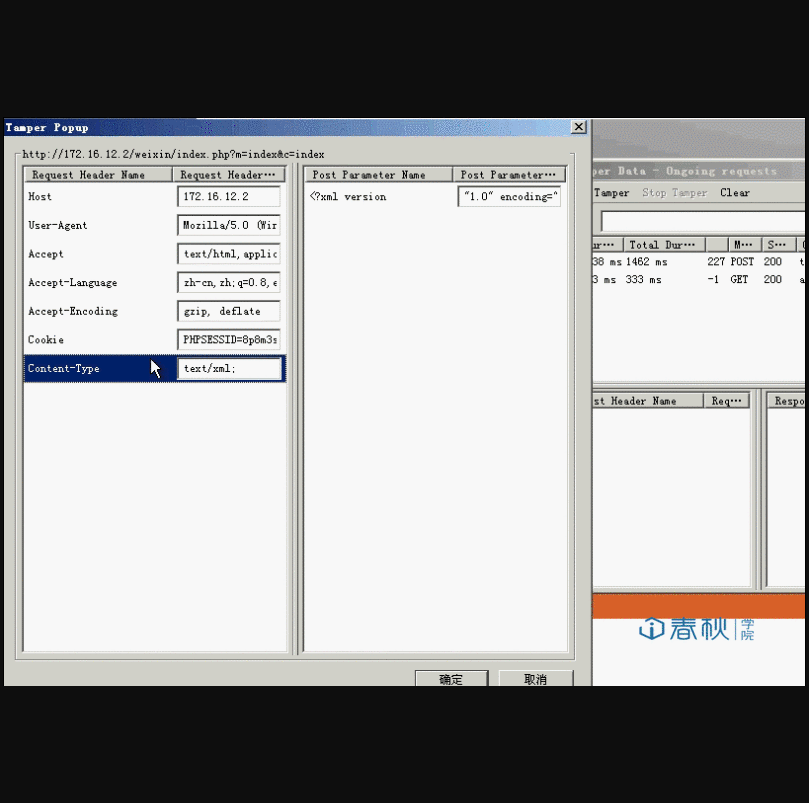 Tamper Popup
http://172.16.12.2/weixin/index.php?m=index&c=index
Request Header Name Request Header···
Host 172.16.12.2
User-Agent Mozilla/5.0 (Wir
Accept text/html,applic
Accept-Language zh-cn,zh;q=0.8,e
Accept-Encoding gzip, deflate
Cookie PHPSESSID=8p8m3s
Content-Type text/xml;
Post Parameter Name Post Parameter···
<?xml version "1.0" encoding="
确定 取消
per Data - Ongoing requests
Tamper Stop Tamper Clear
ur··· Total Dur··· M··· S···
38 ms 1462 ms 227 POST 200 t
3 ms 333 ms -1 GET 200 a
st Header Name Req··· Respo
春秋 学院